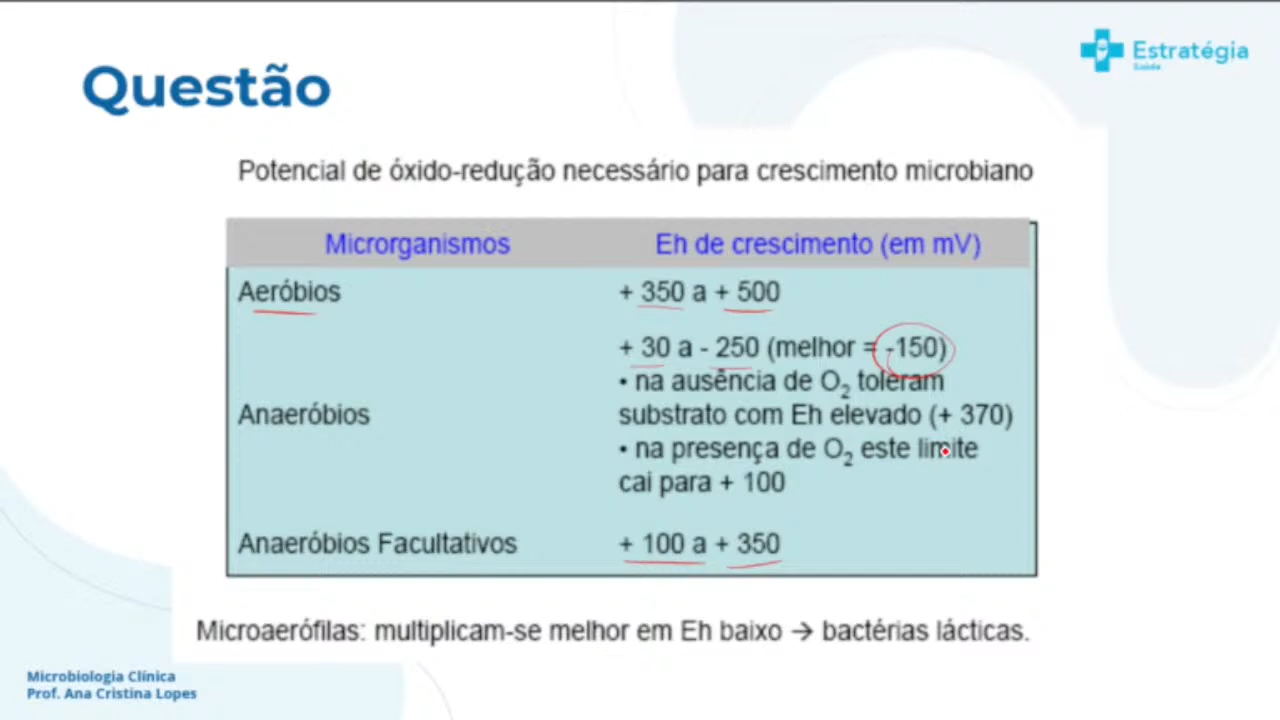 Estratégia
Saúde
Questão
Potencial de óxido-redução necessário para crescimento microbiano
Microrganismos Eh de crescimento (em mV)
Aeróbios + 350 a + 500
+ 30 a - 250 (melhor = -150)
• na ausência de O₂ toleram
Anaeróbios substrato com Eh elevado (+ 370)
• na presença de O₂ este limite
cai para + 100
Anaeróbios Facultativos + 100 a + 350
Microaerófilas: multiplicam-se melhor em Eh baixo → bactérias lácticas.
Microbiologia Clínica
Prof. Ana Cristina Lopes